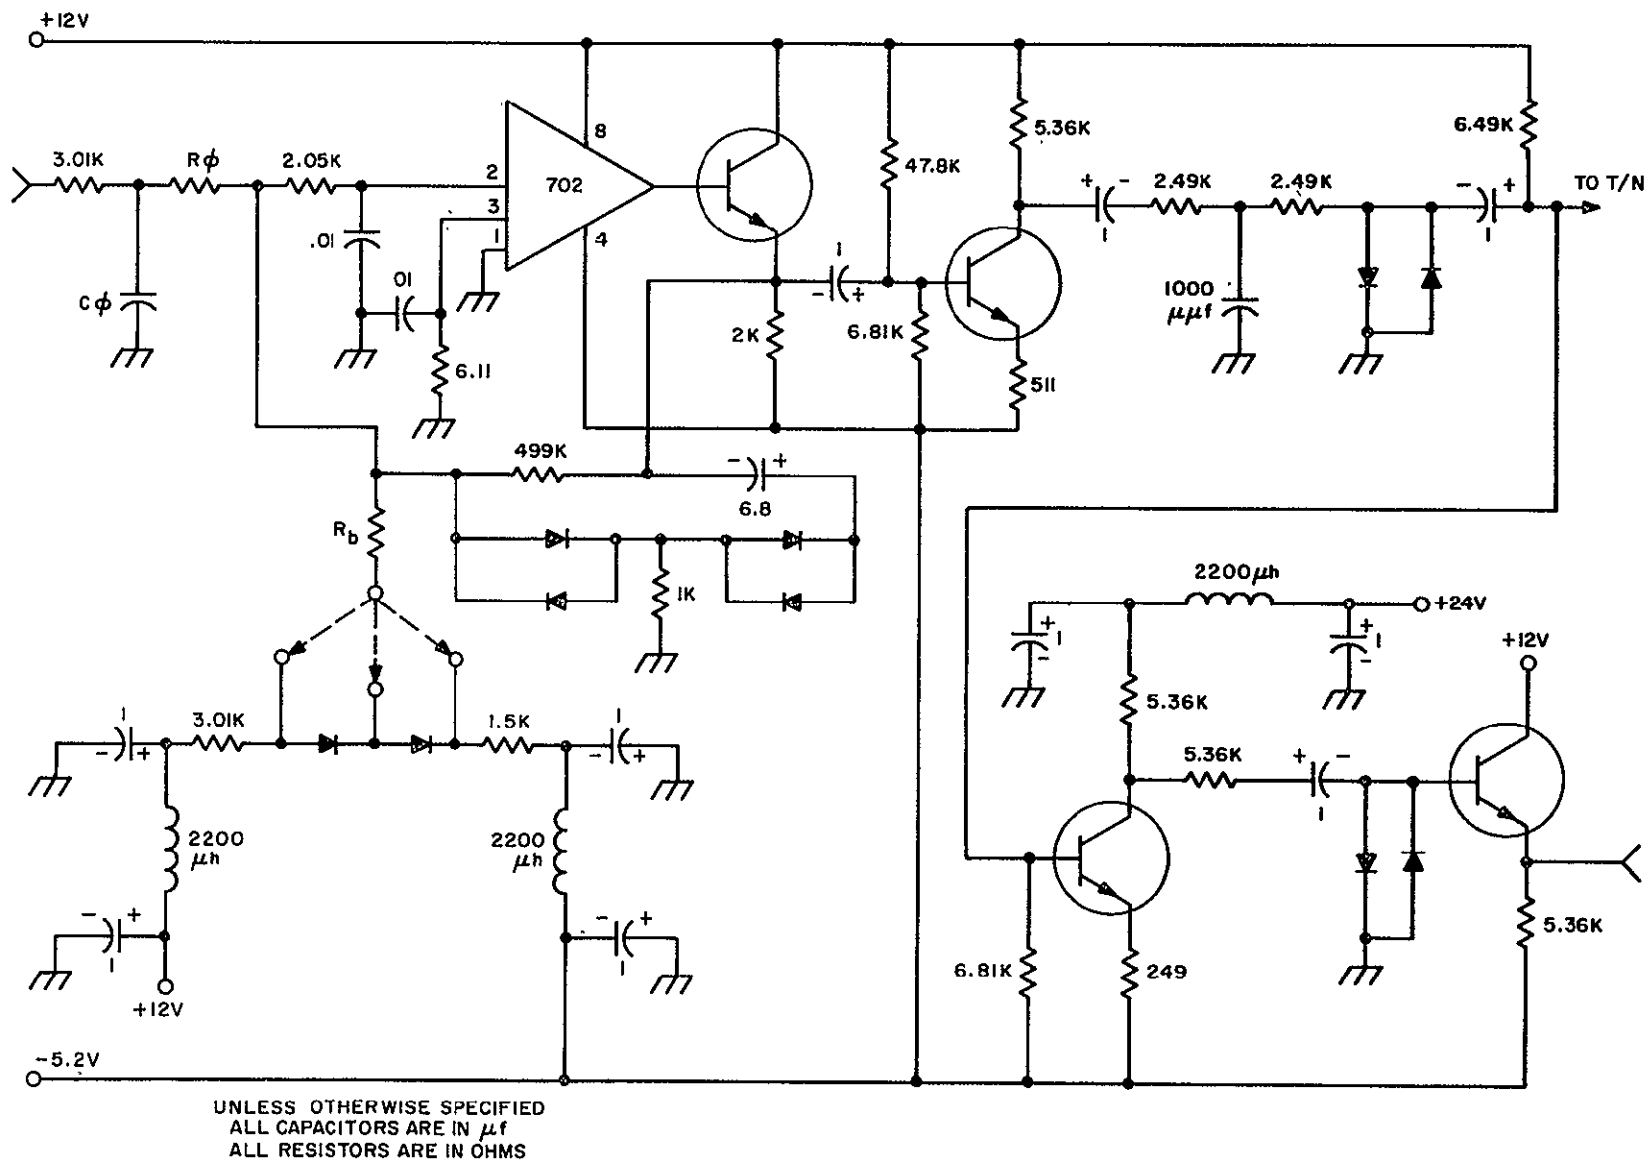 +12V
8
5.36K
6.49K
3.01K
Rϕ
2.05K
47.8K
2
702
+ -
2.49K
2.49K
- +
TO T/N
3
1
1
1
.01
4
1
01
- +
1000
μμf
Cϕ
2K
6.81K
6.11
511
499K
- +
6.8
Rb
1K
2200μh
+24V
+
1
-
+
1
-
+12V
5.36K
1
3.01K
1.5K
1
- +
- +
5.36K
+ -
1
2200
μh
2200
μh
- +
1
- +
1
5.36K
6.81K
249
+12V
-5.2V
UNLESS OTHERWISE SPECIFIED
ALL CAPACITORS ARE IN μf
ALL RESISTORS ARE IN OHMS